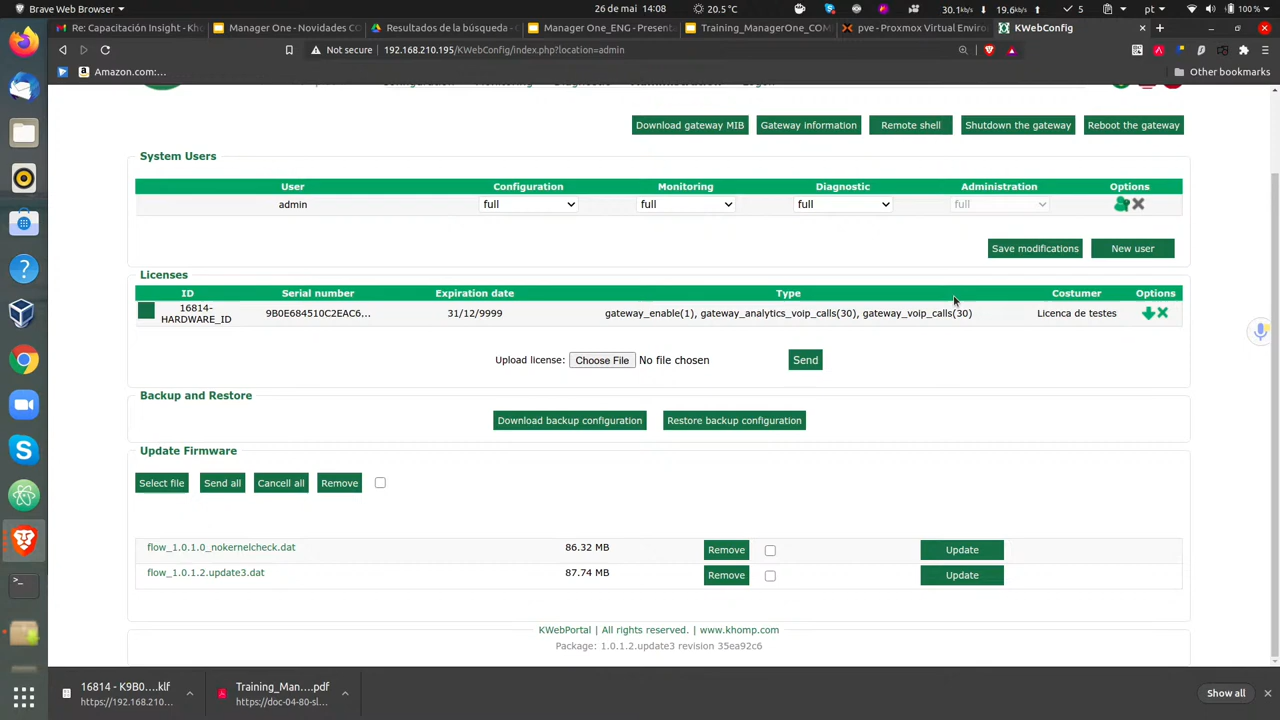 Brave Web Browser
26 de mai 14:08
20.5 °C
30,1kB/s
19,6kB/s
100 %
Re: Capacitación Insight - Kh
Manager One - Novidades CO
Resultados da búsqueda -
Manager One_ENG - Present
Training_ManagerOne_COM
pve - Proxmox Virtual Enviro
KWebConfig
Not secure
192.168.210.195/KWebConfig/index.php?location=admin
Amazon.com:...
Other bookmarks
Download gateway MIB
Gateway information
Remote shell
Shutdown the gateway
Reboot the gateway
System Users
User Configuration Monitoring Diagnostic Administration Options
admin full full full full
Save modifications
New user
Licenses
ID Serial number Expiration date Type Costumer Options
16814-
HARDWARE_ID
9B0E684510C2EAC6... 31/12/9999 gateway_enable(1), gateway_analytics_voip_calls(30), gateway_voip_calls(30) Licenca de testes
Upload license: Choose File No file chosen Send
Backup and Restore
Download backup configuration
Restore backup configuration
Update Firmware
Select file
Send all
Cancell all
Remove
flow_1.0.1.0_nokernelcheck.dat 86.32 MB Remove Update
flow_1.0.1.2.update3.dat 87.74 MB Remove Update
KWebPortal | All rights reserved. | www.khomp.com
Package: 1.0.1.2.update3 revision 35ea92c6
16814 - K9B0....klf
https://192.168.210...
Training_Man....pdf
https://doc-04-80-sl...
Show all